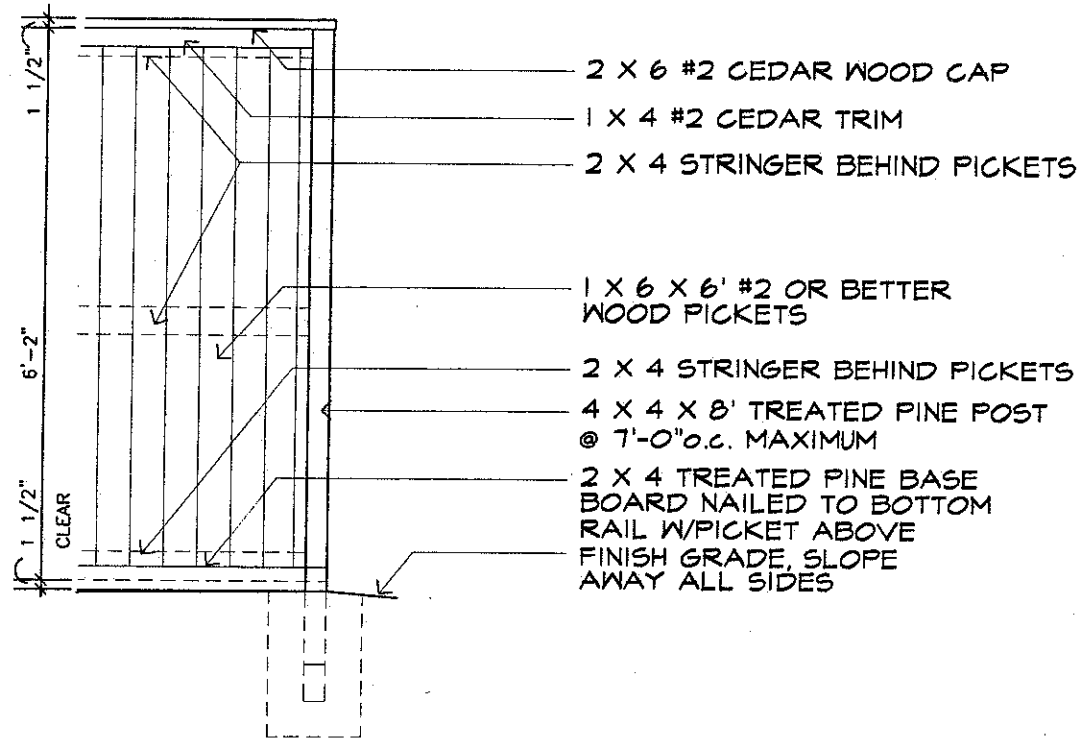 1 1/2"
6'-2"
1 1/2"
CLEAR
2 X 6 #2 CEDAR WOOD CAP
1 X 4 #2 CEDAR TRIM
2 X 4 STRINGER BEHIND PICKETS
1 X 6 X 6' #2 OR BETTER
WOOD PICKETS
2 X 4 STRINGER BEHIND PICKETS
4 X 4 X 8' TREATED PINE POST
@ 7'-0"o.c. MAXIMUM
2 X 4 TREATED PINE BASE
BOARD NAILED TO BOTTOM
RAIL W/PICKET ABOVE
FINISH GRADE, SLOPE
AWAY ALL SIDES